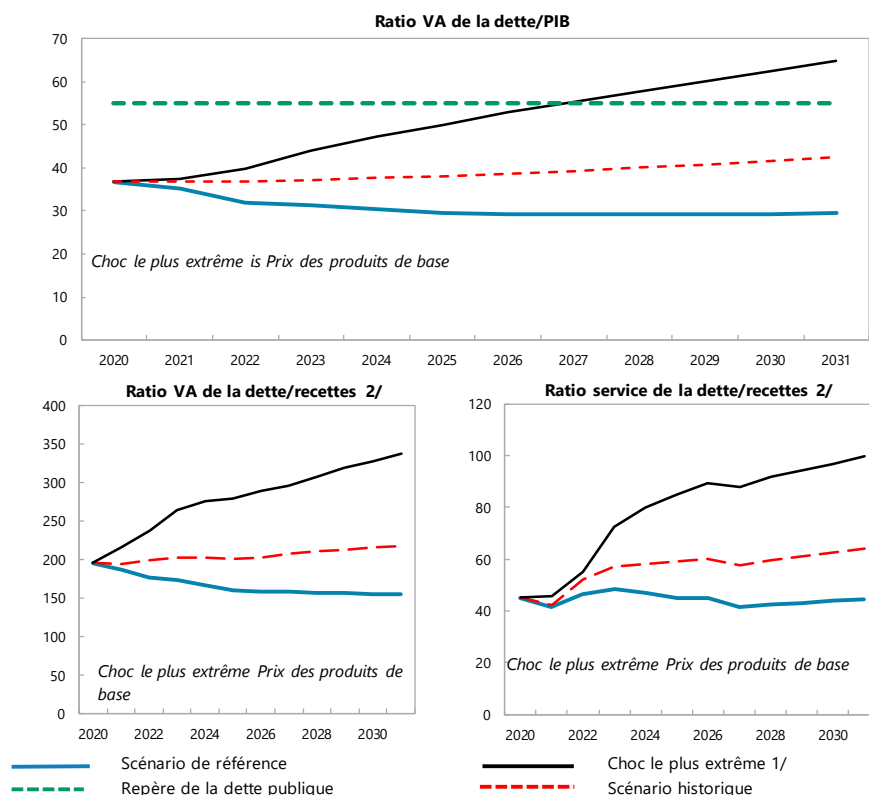 Ratio VA de la dette/PIB
70
60
50
40
30
20
10
0
Choc le plus extrême is Prix des produits de base
2020 2021 2022 2023 2024 2025 2026 2027 2028 2029 2030 2031
Ratio VA de la dette/recettes 2/
400
350
300
250
200
150
100
50
0
Choc le plus extrême Prix des produits de
base
2020 2022 2024 2026 2028 2030
Ratio service de la dette/recettes 2/
120
100
80
60
40
20
0
Choc le plus extrême Prix des produits de base
2020 2022 2024 2026 2028 2030
Scénario de référence
Choc le plus extrême 1/
Repère de la dette publique
Scénario historique